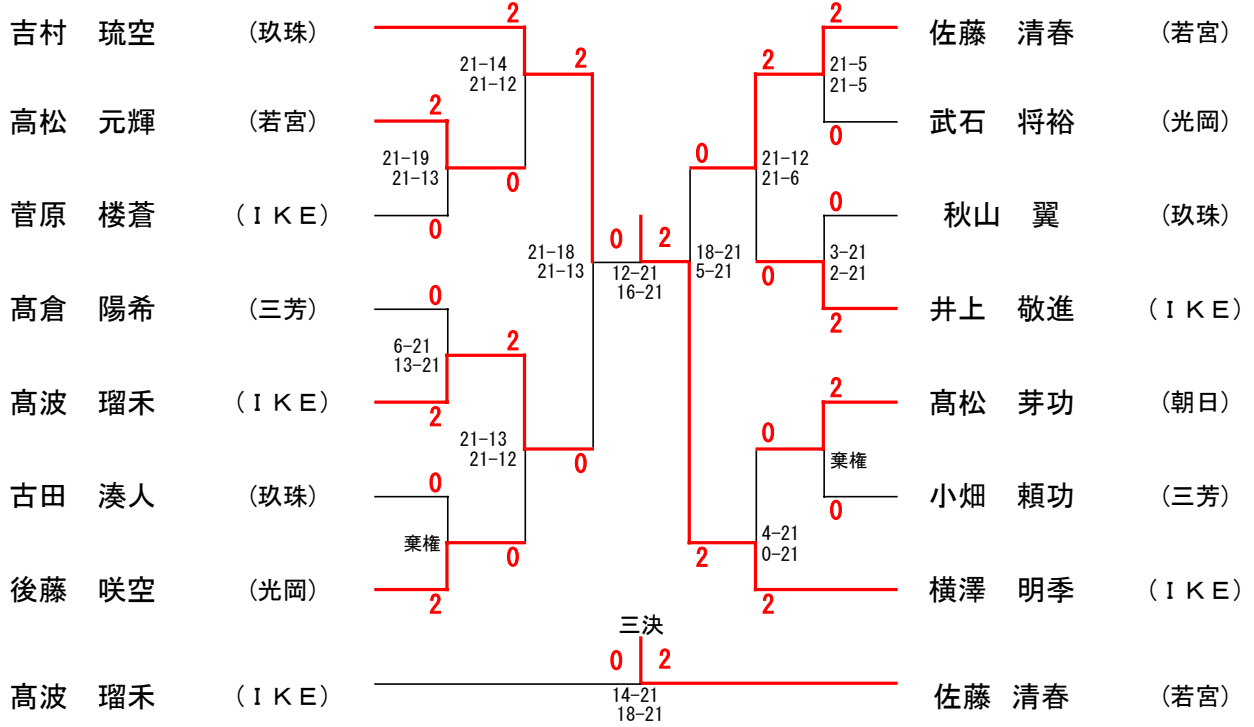 吉村 琉空 (玖珠) 2 2 佐藤 清春 (若宮)
21-14 2 2 21-5
21-12 21-5
高松 元輝 (若宮) 2 0 武石 将裕 (光岡)
21-19 0 0 21-12
21-13 21-6
菅原 楼蒼 (IKE) 0 0 秋山 翼 (玖珠)
21-18 0 2 18-21 0 3-21
21-13 12-21 5-21 2-21
16-21
髙倉 陽希 (三芳) 0 2 井上 敬進 (IKE)
6-21 2
13-21
髙波 瑠禾 (IKE) 2 2 髙松 芽功 (朝日)
21-13 0 0 棄権
21-12
古田 湊人 (玖珠) 0 0 小畑 頼功 (三芳)
棄権 0 2 4-21
0-21
後藤 咲空 (光岡) 2 2 横澤 明季 (IKE)
三決
0 2
髙波 瑠禾 (IKE) 14-21 佐藤 清春 (若宮)
18-21